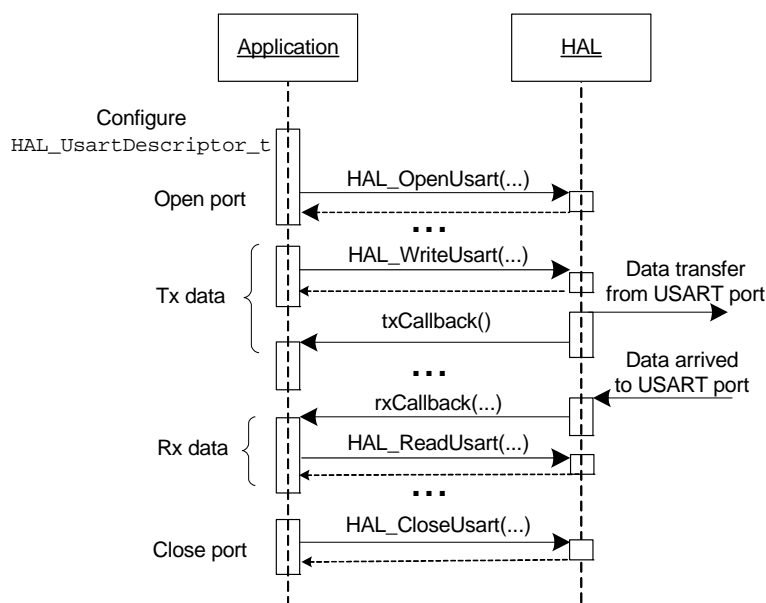 Application
HAL
Configure
HAL_UsartDescriptor_t
HAL_OpenUsart(...)
Open port
...
HAL_WriteUsart(...)
Data transfer
from USART port
Tx data
txCallback()
...
Data arrived
to USART port
rxCallback(...)
Rx data
HAL_ReadUsart(...)
...
HAL_CloseUsart(...)
Close port